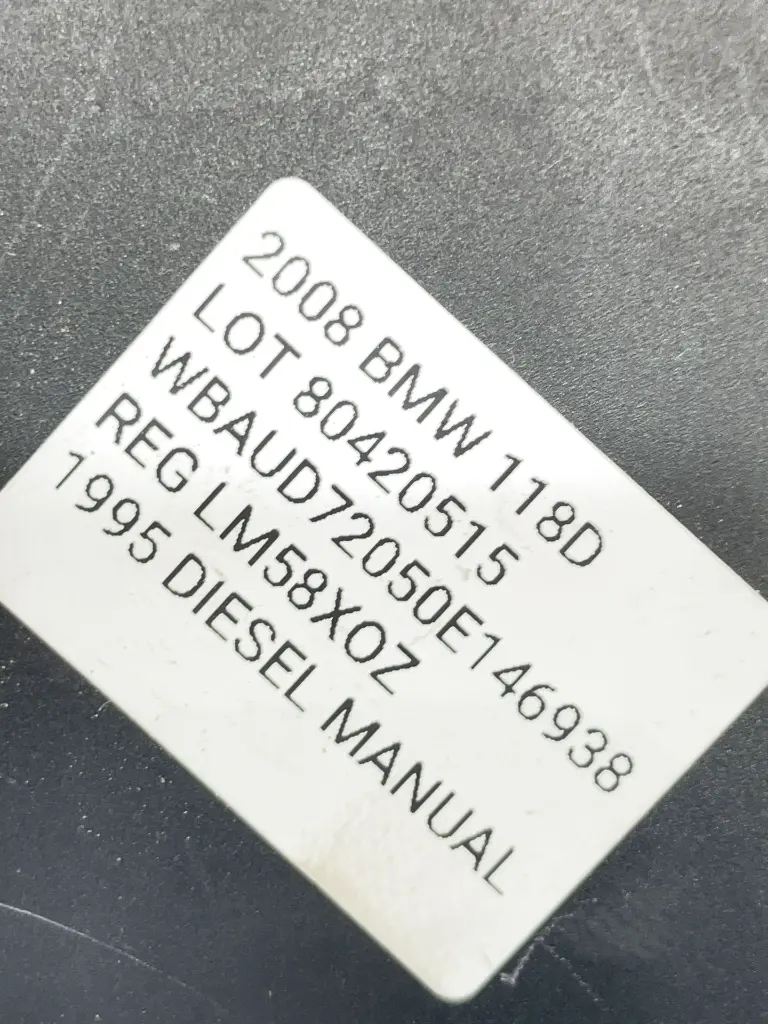 2008 BMW 118D
LOT 80420515
WBAUD72050E146938
REG LM58XOZ
1995 DIESEL MANUAL